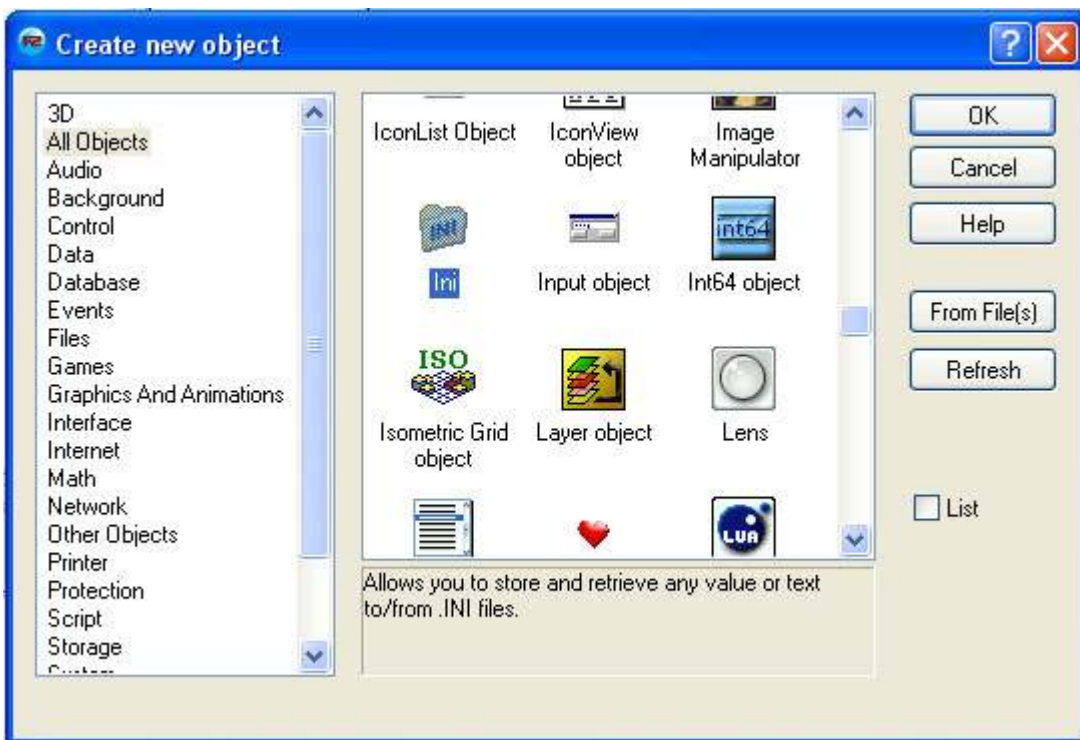 Create new object
3D
All Objects
Audio
Background
Control
Data
Database
Events
Files
Games
Graphics And Animations
Interface
Internet
Math
Network
Other Objects
Printer
Protection
Script
Storage
System
IconList Object
IconView
object
Image
Manipulator
INI
Ini
Input object
int64
Int64 object
ISO
Isometric Grid
object
Layer object
Lens
LUA
Allows you to store and retrieve any value or text
to/from .INI files.
OK
Cancel
Help
From File(s)
Refresh
List